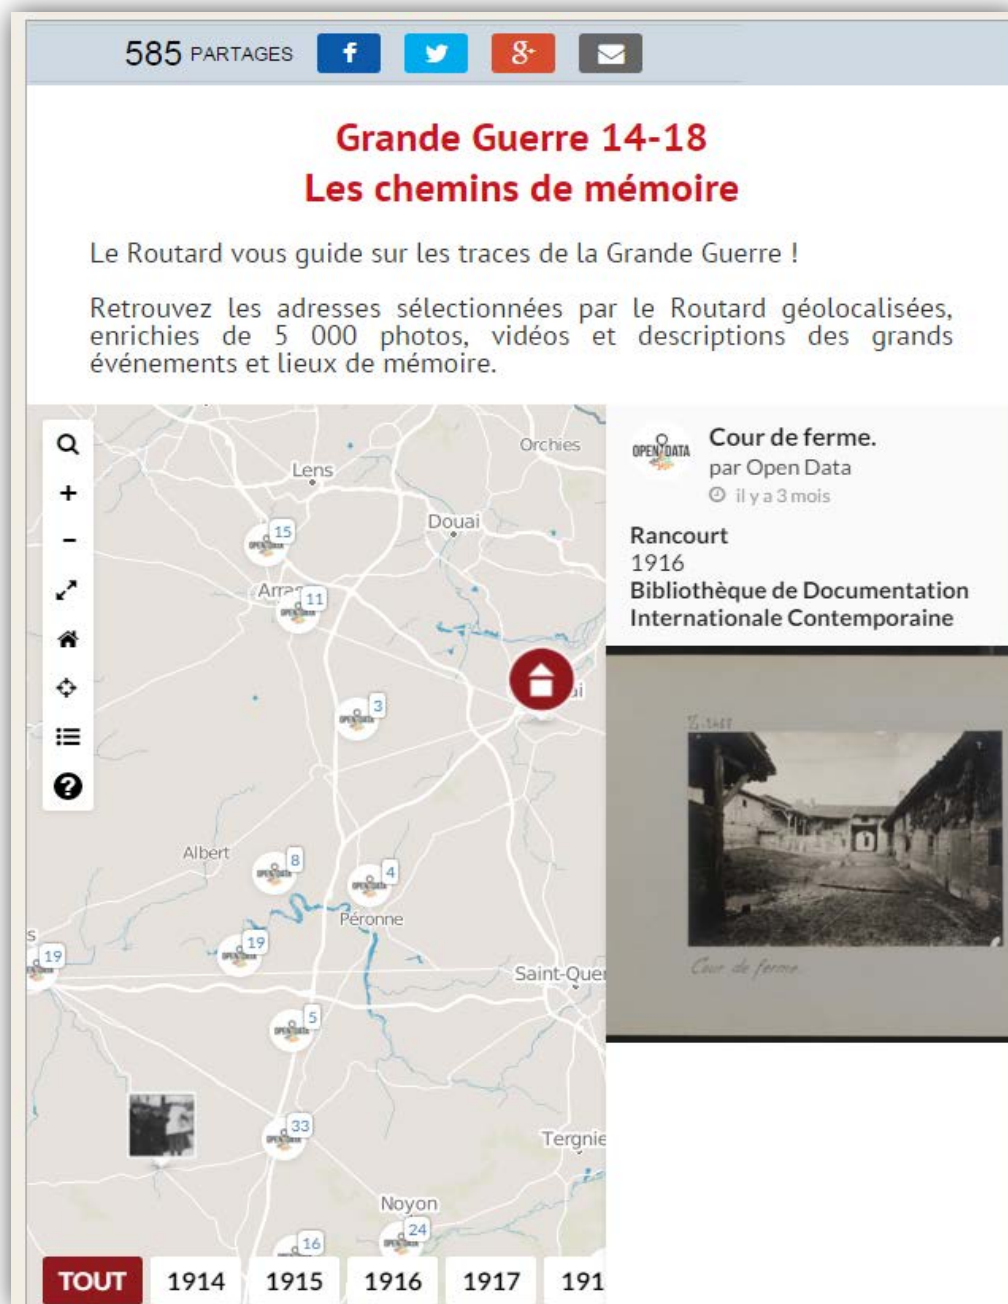 585 PARTAGES
f
g+
Grande Guerre 14-18
Les chemins de mémoire
Le Routard vous guide sur les traces de la Grande Guerre !
Retrouvez les adresses sélectionnées par le Routard géolocalisées,
enrichies de 5 000 photos, vidéos et descriptions des grands
événements et lieux de mémoire.
+
-
?
Orchies
Lens
Douai
15
11
3
Albert
8
4
Péronne
19
19
Saint-Quen
5
33
Tergnie
Noyon
24
16
TOUT
1914
1915
1916
1917
191
OPEN DATA
Cour de ferme.
par Open Data
il y a 3 mois
Rancourt
1916
Bibliothèque de Documentation
Internationale Contemporaine
Cour de ferme.